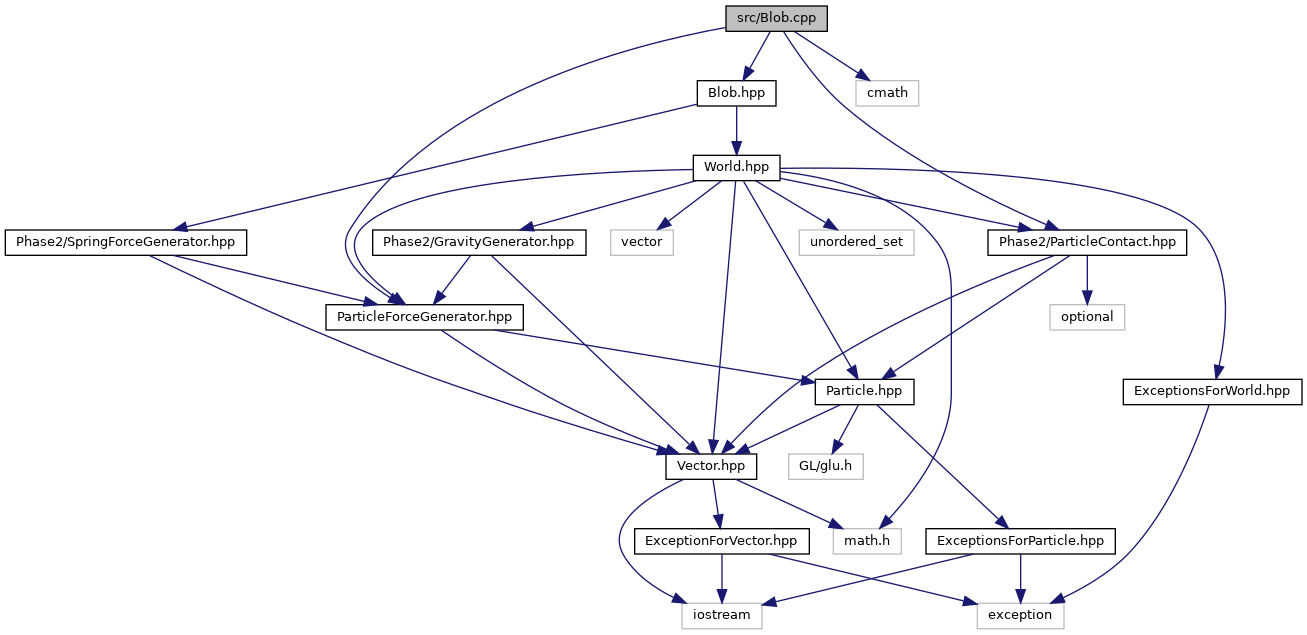 src/Blob.cpp
Blob.hpp
cmath
World.hpp
Phase2/SpringForceGenerator.hpp
Phase2/GravityGenerator.hpp
vector
unordered_set
Phase2/ParticleContact.hpp
ParticleForceGenerator.hpp
optional
Particle.hpp
ExceptionsForWorld.hpp
Vector.hpp
GL/glu.h
ExceptionForVector.hpp
math.h
ExceptionsForParticle.hpp
iostream
exception